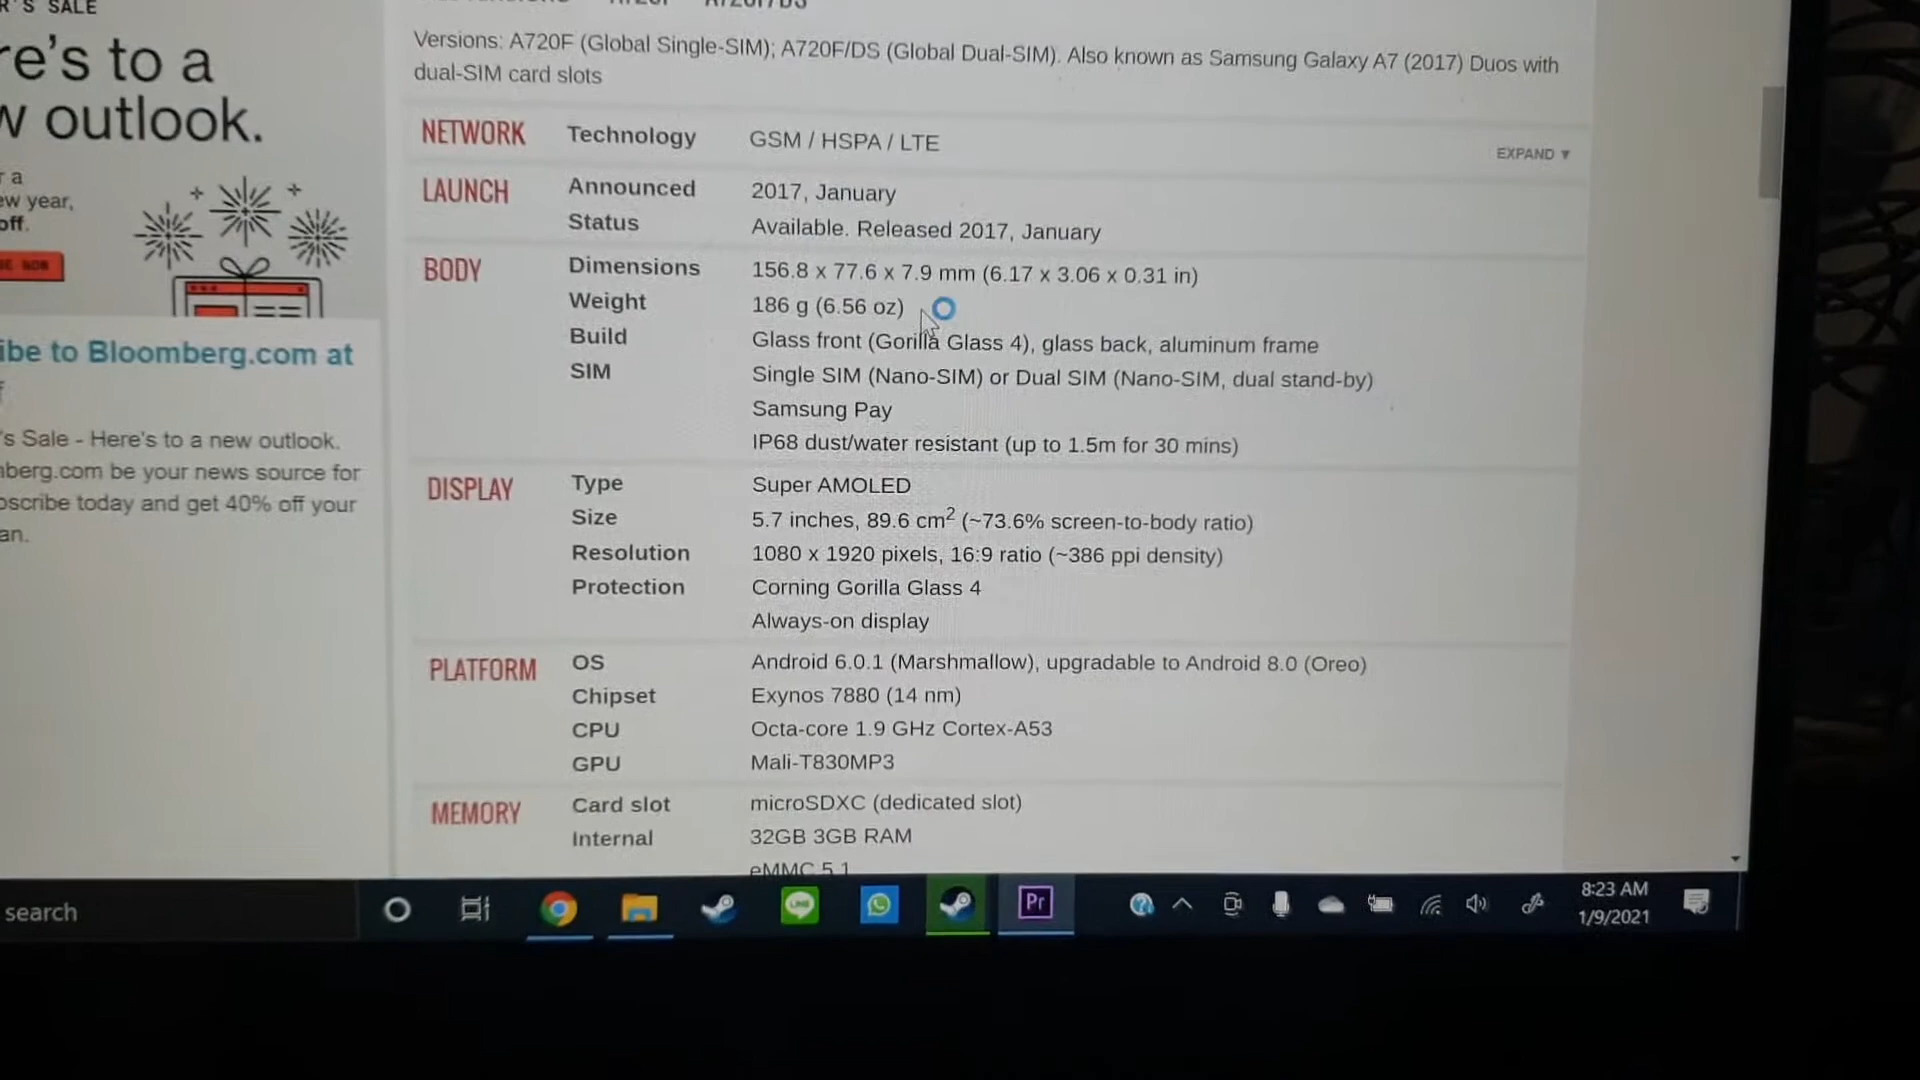 R'S SALE
re's to a
w outlook.
r a
ew year,
off.
BE NOW
ibe to Bloomberg.com at
's Sale - Here's to a new outlook.
nberg.com be your news source for
oscribe today and get 40% off your
an.
Versions: A720F (Global Single-SIM); A720F/DS (Global Dual-SIM). Also known as Samsung Galaxy A7 (2017) Duos with
dual-SIM card slots
NETWORK Technology GSM / HSPA / LTE EXPAND ▼
LAUNCH Announced 2017, January
Status Available. Released 2017, January
BODY Dimensions 156.8 x 77.6 x 7.9 mm (6.17 x 3.06 x 0.31 in)
Weight 186 g (6.56 oz)
Build Glass front (Gorilla Glass 4), glass back, aluminum frame
SIM Single SIM (Nano-SIM) or Dual SIM (Nano-SIM, dual stand-by)
Samsung Pay
IP68 dust/water resistant (up to 1.5m for 30 mins)
DISPLAY Type Super AMOLED
Size 5.7 inches, 89.6 cm2 (~73.6% screen-to-body ratio)
Resolution 1080 x 1920 pixels, 16:9 ratio (~386 ppi density)
Protection Corning Gorilla Glass 4
Always-on display
PLATFORM OS Android 6.0.1 (Marshmallow), upgradable to Android 8.0 (Oreo)
Chipset Exynos 7880 (14 nm)
CPU Octa-core 1.9 GHz Cortex-A53
GPU Mali-T830MP3
MEMORY Card slot microSDXC (dedicated slot)
Internal 32GB 3GB RAM
eMMC 5.1
search
LINE
Pr
8:23 AM
1/9/2021